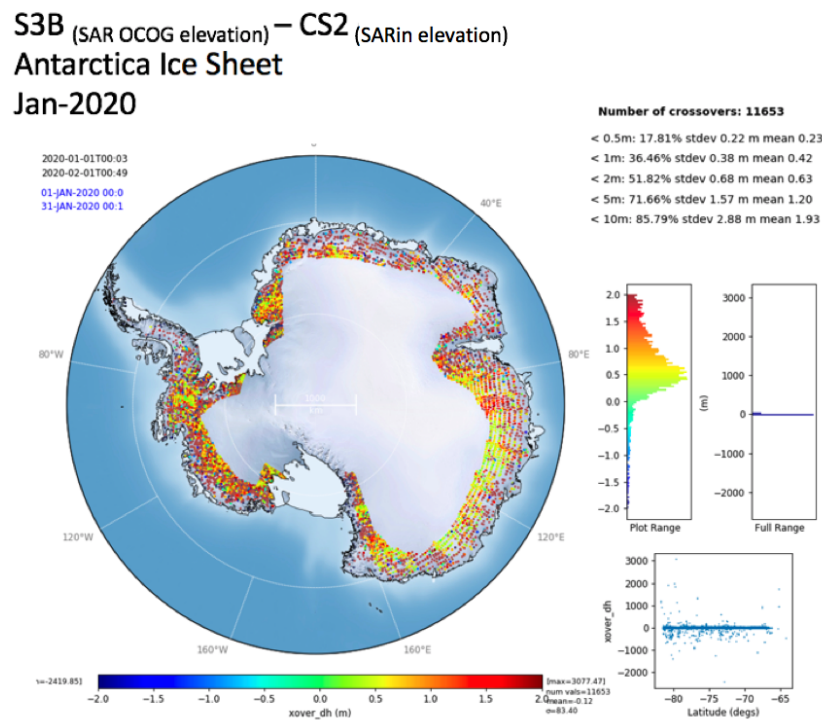 S3B (SAR OCOG elevation) – CS2 (SARin elevation)
Antarctica Ice Sheet
Jan-2020
Number of crossovers: 11653
< 0.5m: 17.81% stdev 0.22 m mean 0.23
< 1m: 36.46% stdev 0.38 m mean 0.42
< 2m: 51.82% stdev 0.68 m mean 0.63
< 5m: 71.66% stdev 1.57 m mean 1.20
< 10m: 85.79% stdev 2.88 m mean 1.93
2020-01-01T00:03
2020-02-01T00:49
01-JAN-2020 00:0
31-JAN-2020 00:1
40°E
80°W
80°E
120°W
120°E
160°W
160°E
1000
km
2.0
1.5
1.0
0.5
0.0
−0.5
−1.0
−1.5
−2.0
Plot Range
(m)
3000
2000
1000
0
−1000
−2000
Full Range
xover_dh
3000
2000
1000
0
−1000
−2000
−80 −75 −70 −65
Latitude (degs)
=-2419.85]
−2.0 −1.5 −1.0 −0.5 0.0 0.5 1.0 1.5 2.0
xover_dh (m)
[max=3077.47]
num vals=11653
mean=-0.12
σ=83.40